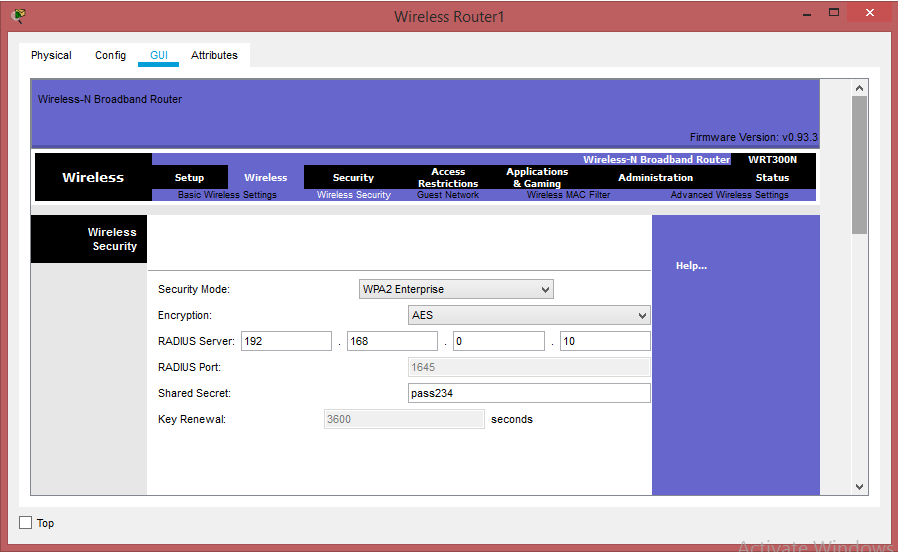 Wireless Router1
Physical Config GUI Attributes
Wireless-N Broadband Router
Firmware Version: v0.93.3
Wireless-N Broadband Router WRT300N
Wireless
Setup Wireless Security Access Restrictions Applications & Gaming Administration Status
Basic Wireless Settings Wireless Security Guest Network Wireless MAC Filter Advanced Wireless Settings
Wireless
Security
Help...
Security Mode: WPA2 Enterprise
Encryption: AES
RADIUS Server: 192 . 168 . 0 . 10
RADIUS Port: 1645
Shared Secret: pass234
Key Renewal: 3600 seconds
Top
Activate Windows